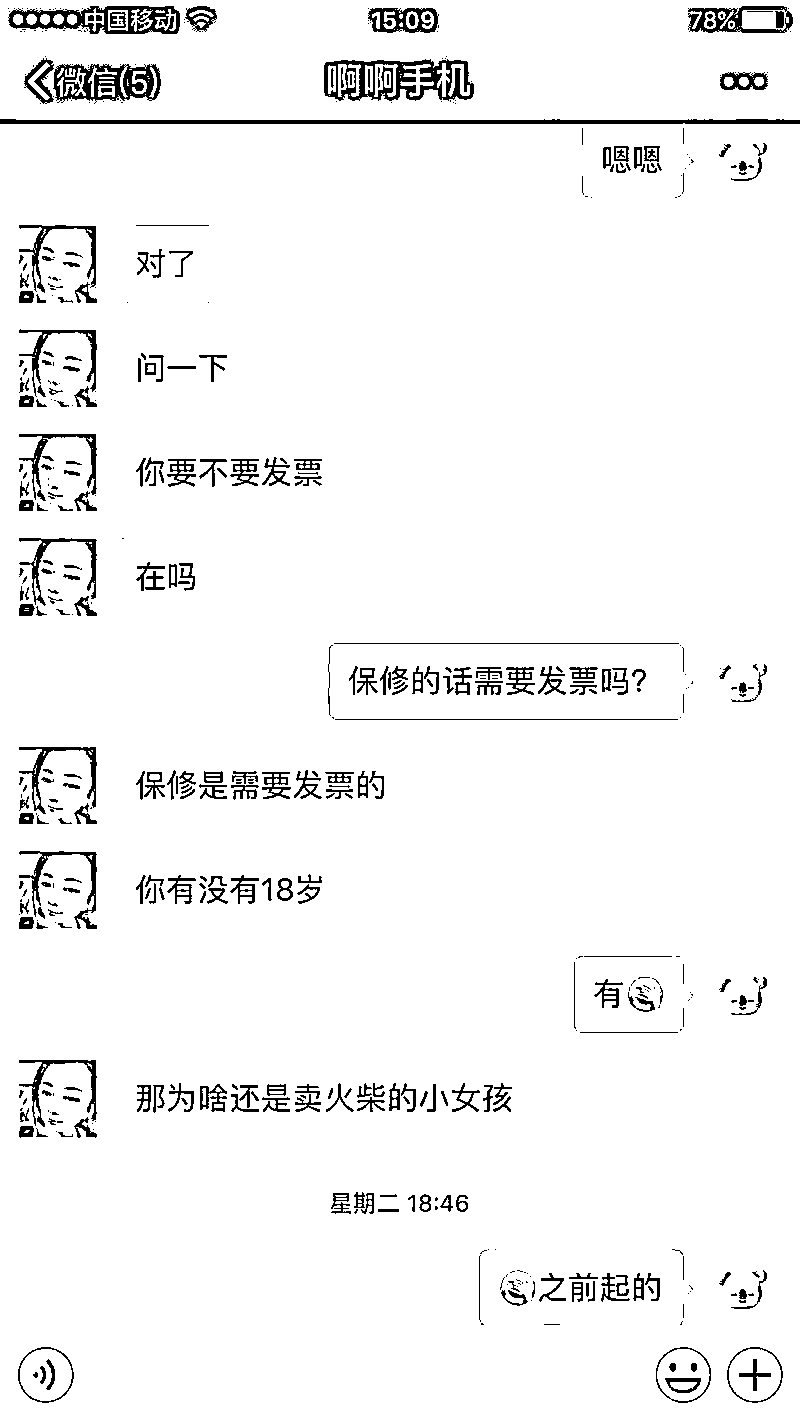 中国移动 15:09 78%
微信(5) 啊啊手机
嗯嗯
对了
问一下
你要不要发票
在吗
保修的话需要发票吗?
保修是需要发票的
你有没有18岁
有
那为啥还是卖火柴的小女孩
星期二 18:46
之前起的